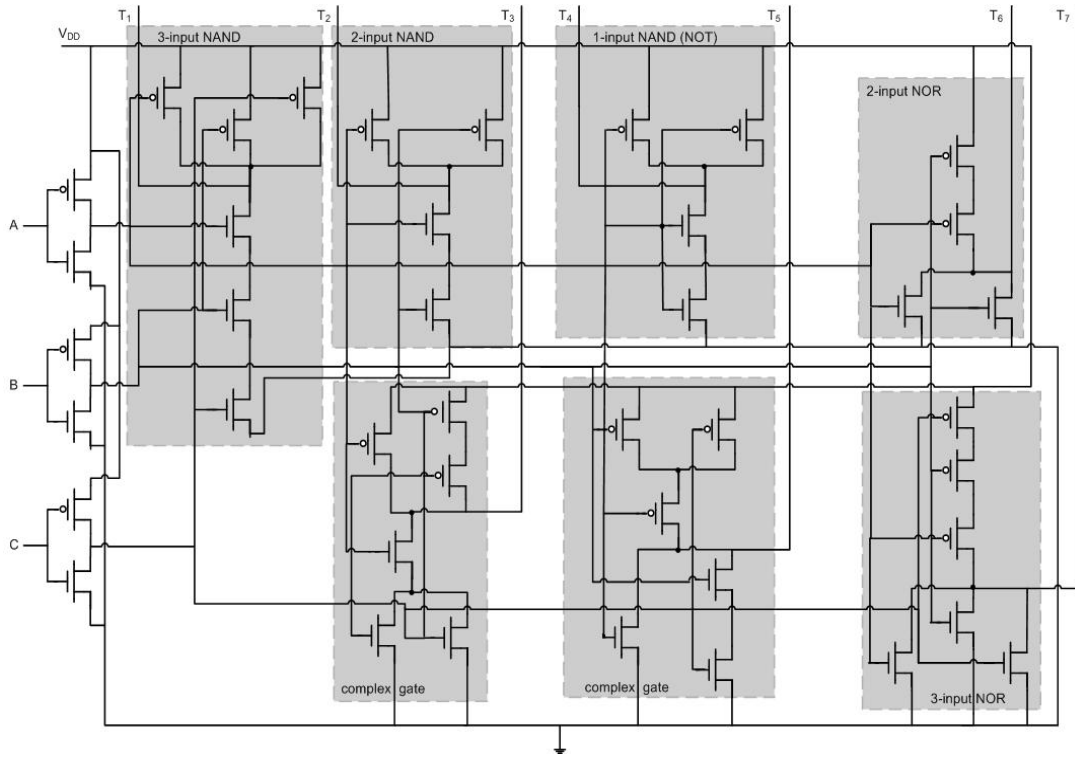 T1 T2 T3 T4 T5 T6 T7
VDD
3-input NAND
2-input NAND
1-input NAND (NOT)
2-input NOR
A
B
C
complex gate
complex gate
3-input NOR